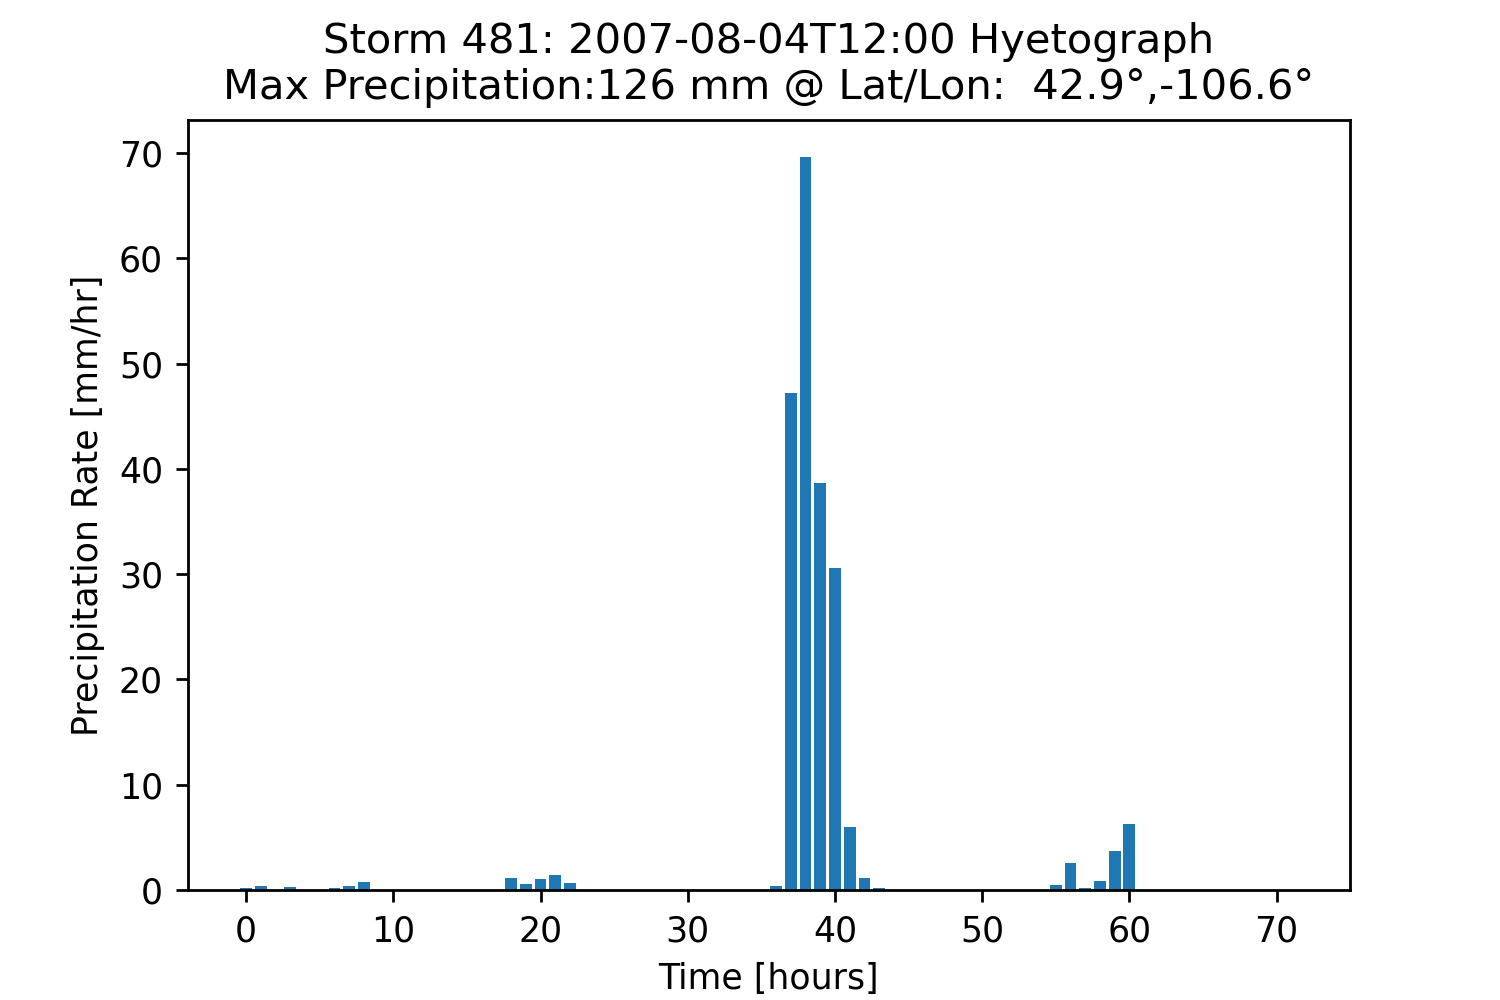 Storm 481: 2007-08-04T12:00 Hyetograph
Max Precipitation:126 mm @ Lat/Lon:  42.9°,-106.6°
70
60
50
40
30
20
10
0
Precipitation Rate [mm/hr]
0 10 20 30 40 50 60 70
Time [hours]